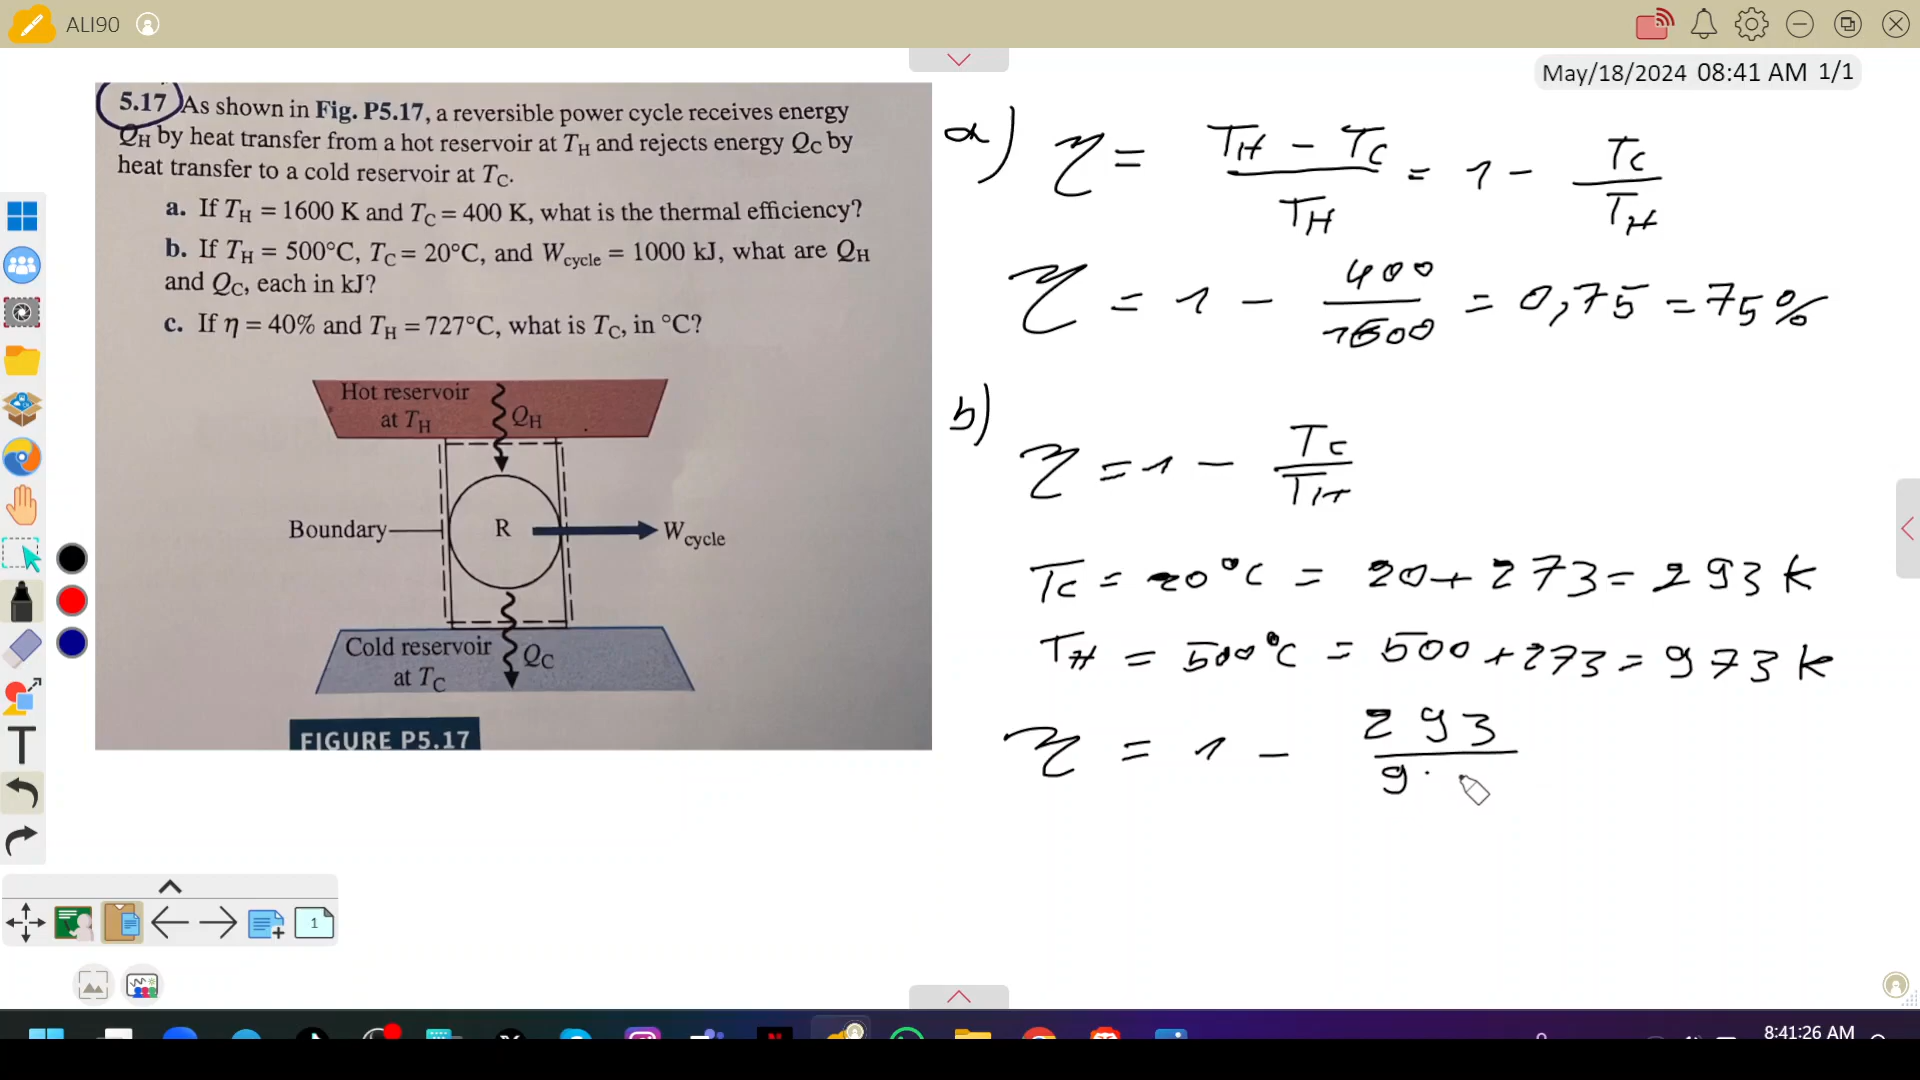 ALI90
May/18/2024 08:41 AM 1/1
5.17 As shown in Fig. P5.17, a reversible power cycle receives energy
QH by heat transfer from a hot reservoir at TH and rejects energy QC by
heat transfer to a cold reservoir at TC.
a. If TH = 1600 K and TC = 400 K, what is the thermal efficiency?
b. If TH = 500°C, TC = 20°C, and Wcycle = 1000 kJ, what are QH
and QC, each in kJ?
c. If η = 40% and TH = 727°C, what is TC, in °C?
Hot reservoir
at TH
QH
Boundary
R
Wcycle
Cold reservoir
at TC
QC
FIGURE P5.17
a) η = (TH - TC)/TH = 1 - TC/TH
η = 1 - 400/1600 = 0,75 = 75%
b)
η = 1 - TC/TH
TC = 20°C = 20 + 273 = 293 K
TH = 500°C = 500 + 273 = 973 K
η = 1 - 293/9
T
1
8:41:26 AM